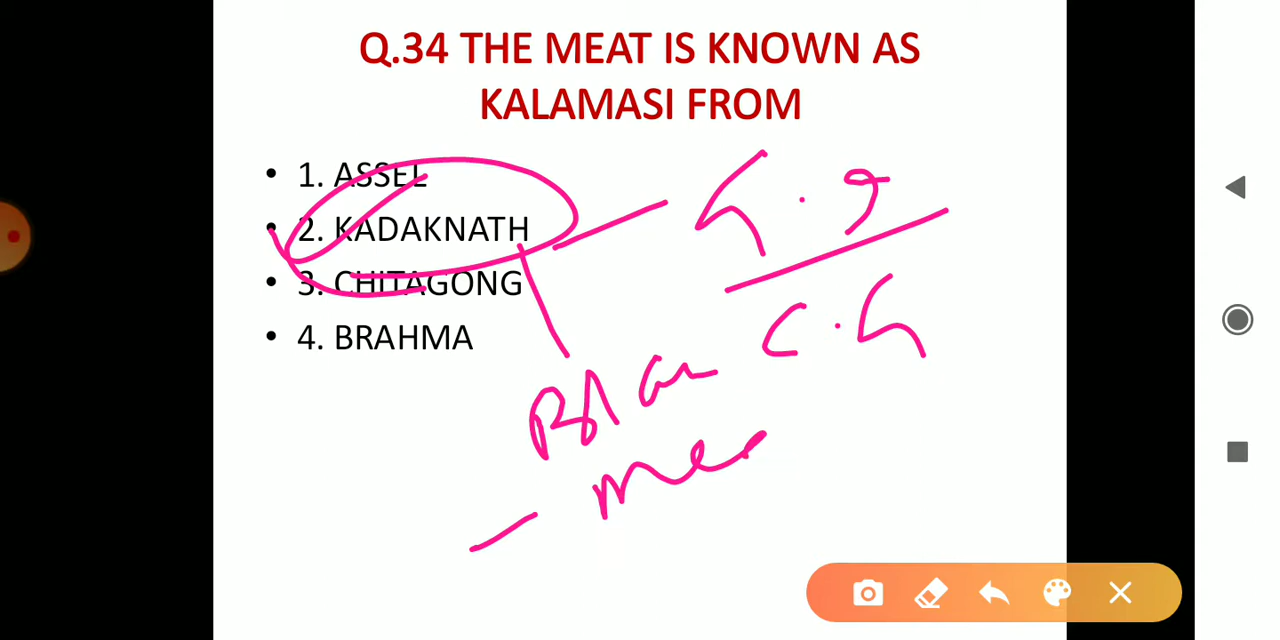 Q.34 THE MEAT IS KNOWN AS
KALAMASI FROM
• 1. ASSEL
• 2. KADAKNATH
• 3. CHITAGONG
• 4. BRAHMA
C.G